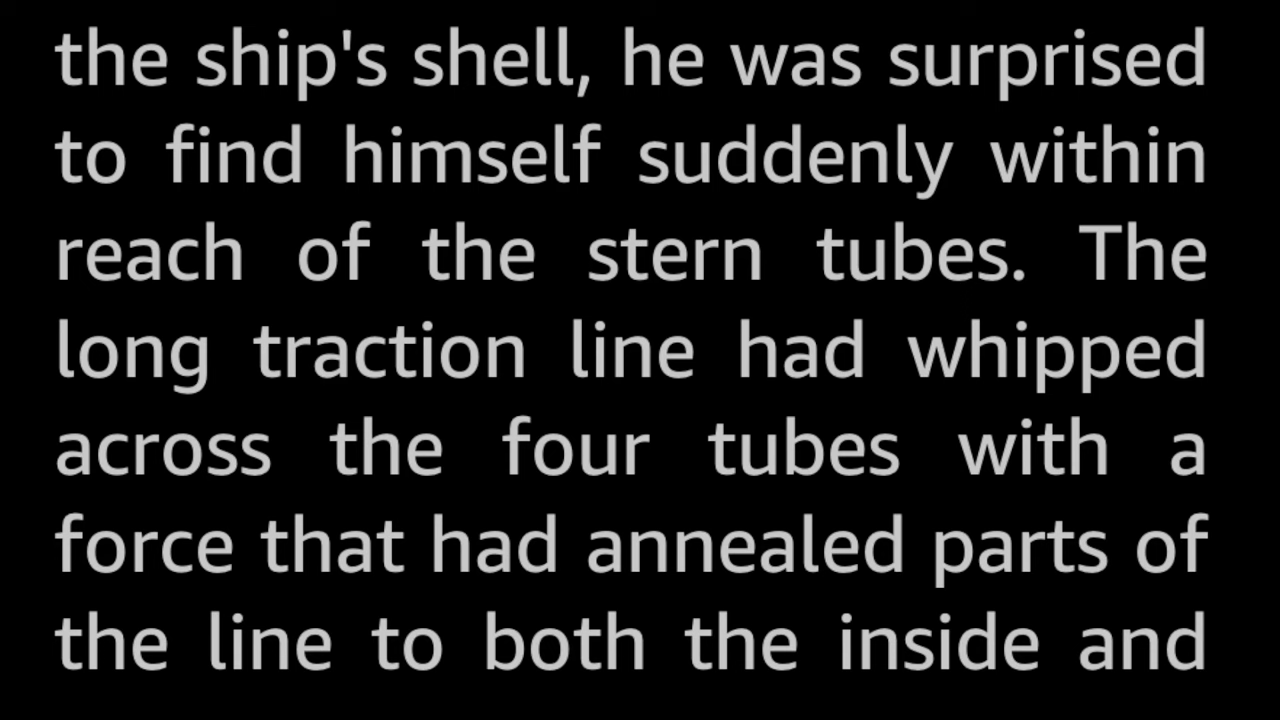 the ship's shell, he was surprised
to find himself suddenly within
reach of the stern tubes. The
long traction line had whipped
across the four tubes with a
force that had annealed parts of
the line to both the inside and